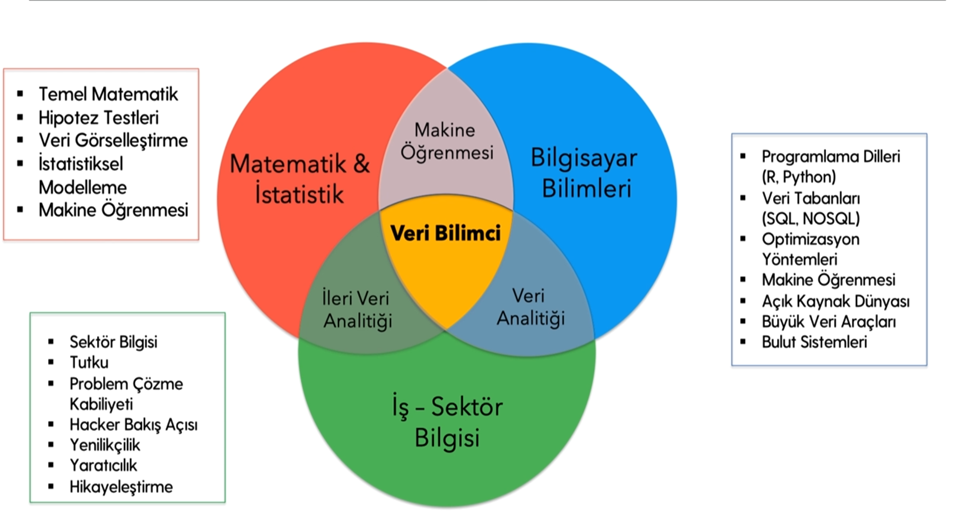 Temel Matematik
Hipotez Testleri
Veri Görselleştirme
İstatistiksel
Modelleme
Makine Öğrenmesi
Matematik &
İstatistik
Makine
Öğrenmesi
Bilgisayar
Bilimleri
Veri Bilimci
İleri Veri
Analitiği
Veri
Analitiği
İş - Sektör
Bilgisi
Programlama Dilleri
(R, Python)
Veri Tabanları
(SQL, NOSQL)
Optimizasyon
Yöntemleri
Makine Öğrenmesi
Açık Kaynak Dünyası
Büyük Veri Araçları
Bulut Sistemleri
Sektör Bilgisi
Tutku
Problem Çözme
Kabiliyeti
Hacker Bakış Açısı
Yenilikçilik
Yaratıcılık
Hikayeleştirme